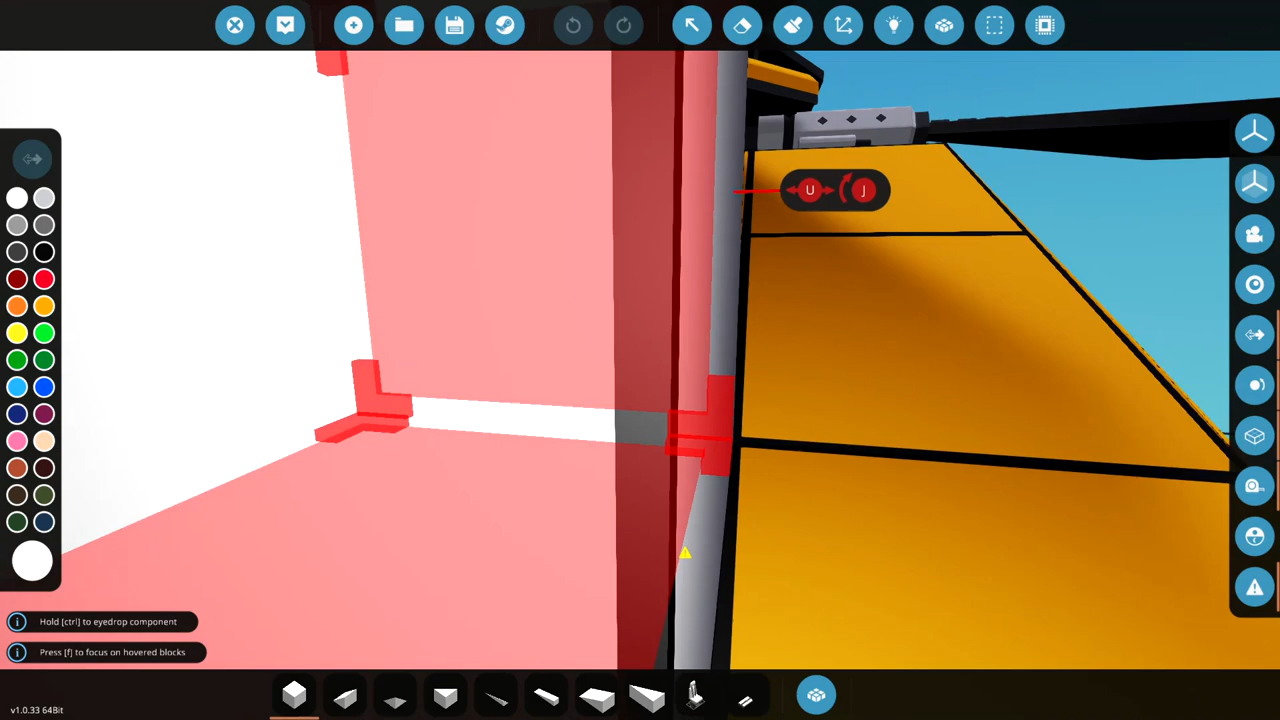 U J
Hold [ctrl] to eyedrop component
Press [f] to focus on hovered blocks
v1.0.33 64Bit